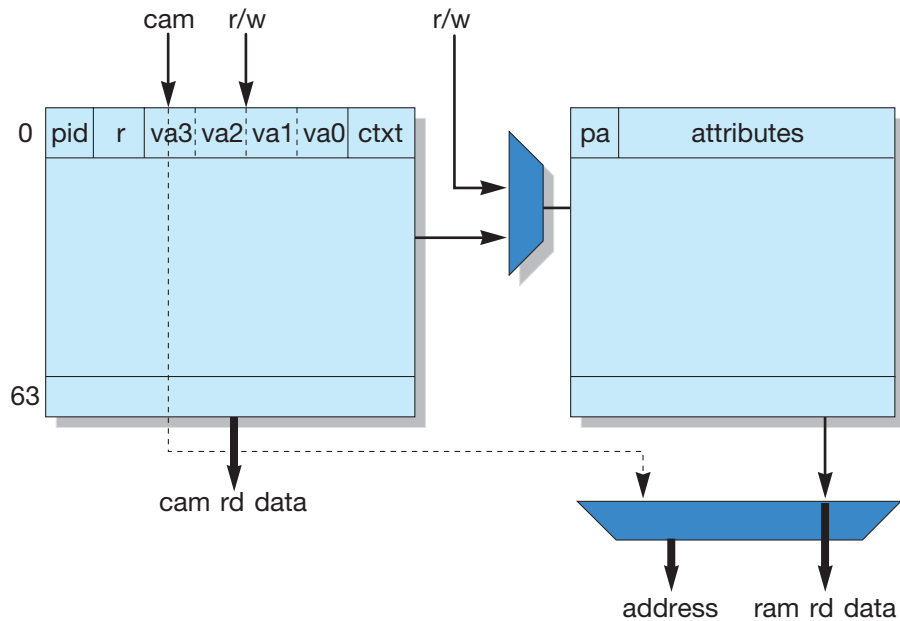 cam r/w r/w
0 pid r va3 va2 va1 va0 ctxt pa attributes
63
cam rd data
address ram rd data